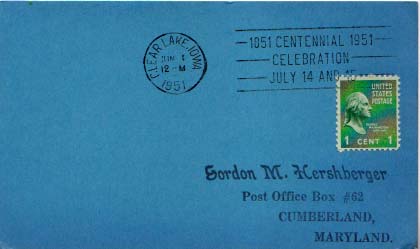 CLEAR LAKE, IOWA
JUN 1
12 - M
1951
1851 CENTENNIAL 1951
CELEBRATION
JULY 14 AND 15
UNITED
STATES
POSTAGE
1 CENT 1
Gordon M. Hershberger
Post Office Box #62
CUMBERLAND,
MARYLAND.